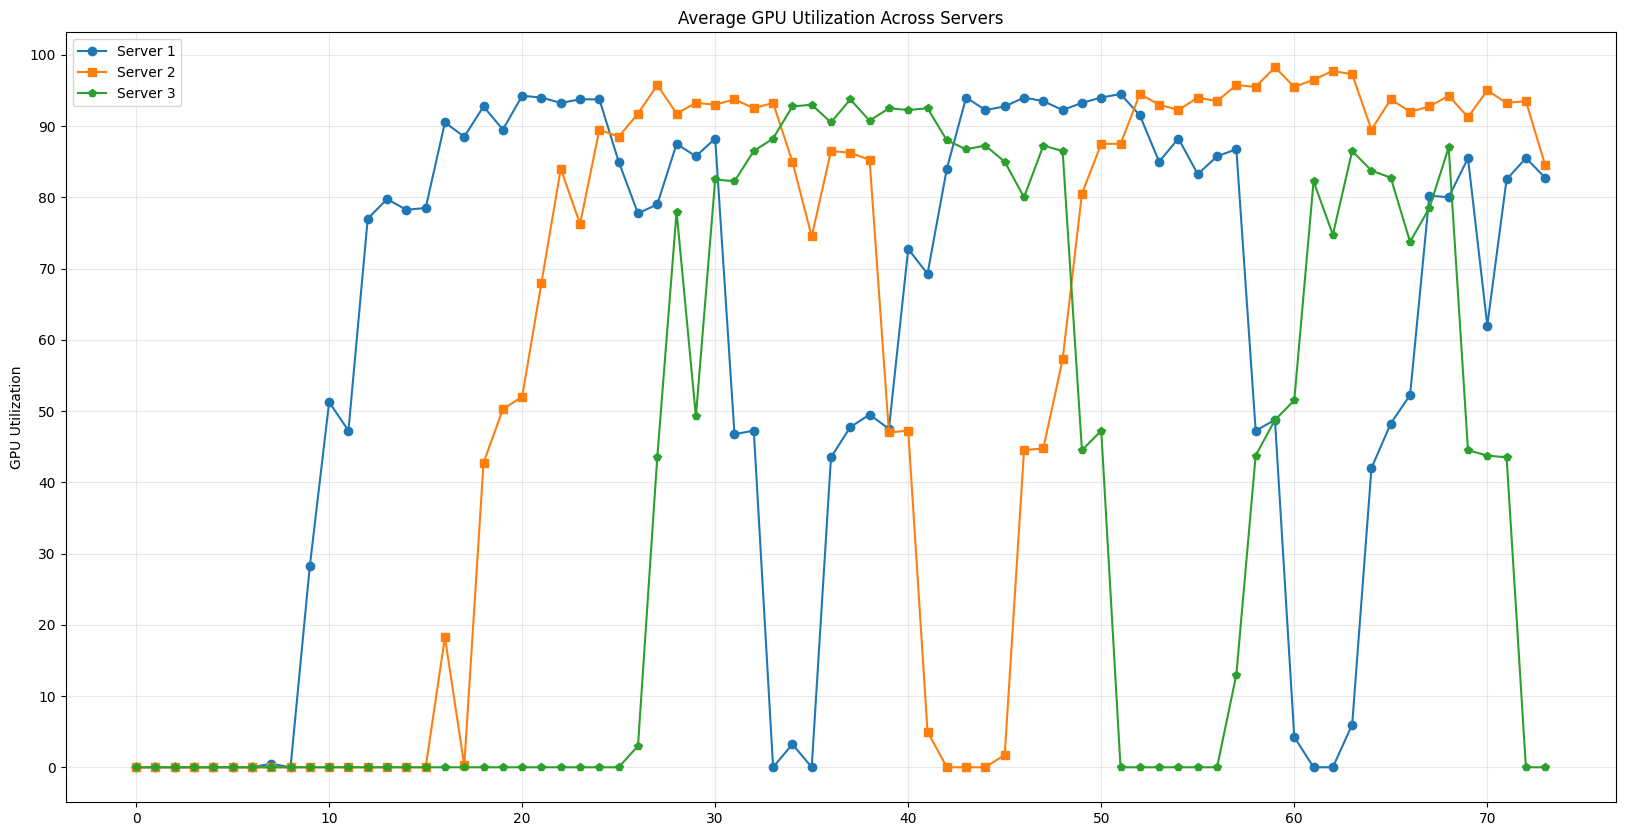 Average GPU Utilization Across Servers
Server 1
Server 2
Server 3
GPU Utilization
100
90
80
70
60
50
40
30
20
10
0
0 10 20 30 40 50 60 70